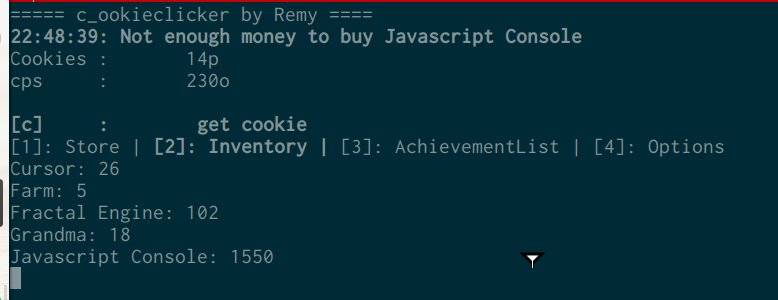 ===== c_ookieclicker by Remy ====
22:48:39: Not enough money to buy Javascript Console
Cookies :        14p
cps     :        230o
[c]     :         get cookie
[1]: Store | [2]: Inventory | [3]: AchievementList | [4]: Options
Cursor: 26
Farm: 5
Fractal Engine: 102
Grandma: 18
Javascript Console: 1550